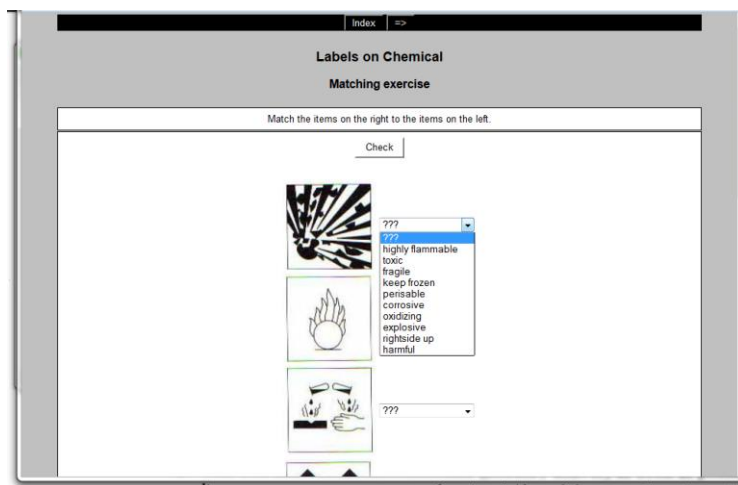 Index =>
Labels on Chemical
Matching exercise
Match the items on the right to the items on the left.
Check
???
???
highly flammable
toxic
fragile
keep frozen
perisable
corrosive
oxidizing
explosive
rightside up
harmful
???